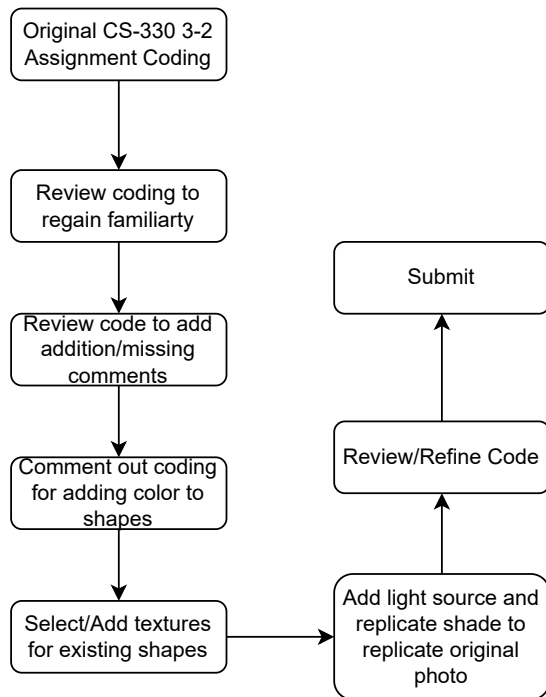 Original CS-330 3-2
Assignment Coding
Review coding to
regain familiarty
Review code to add
addition/missing
comments
Comment out coding
for adding color to
shapes
Select/Add textures
for existing shapes
Add light source and
replicate shade to
replicate original
photo
Review/Refine Code
Submit